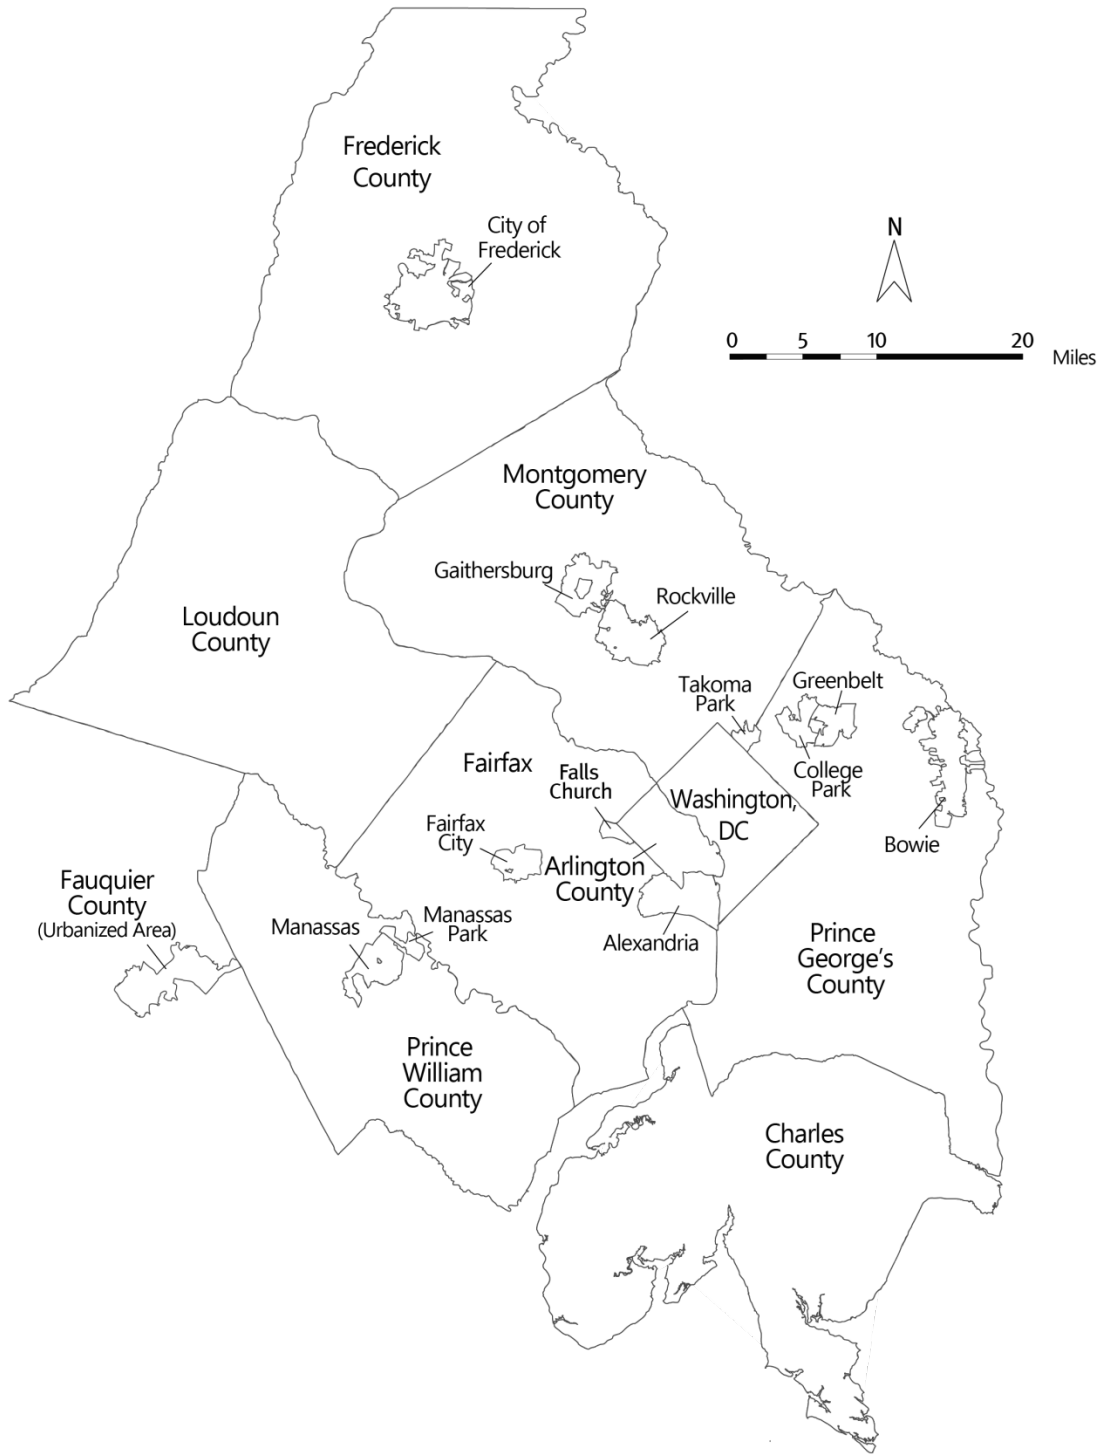 Frederick
County
City of
Frederick
N
0 5 10 20
Miles
Montgomery
County
Gaithersburg
Rockville
Loudoun
County
Takoma
Park
Greenbelt
College
Park
Bowie
Fairfax
Falls
Church
Washington,
DC
Fairfax
City
Arlington
County
Alexandria
Fauquier
County
(Urbanized Area)
Manassas
Manassas
Park
Prince
George's
County
Prince
William
County
Charles
County